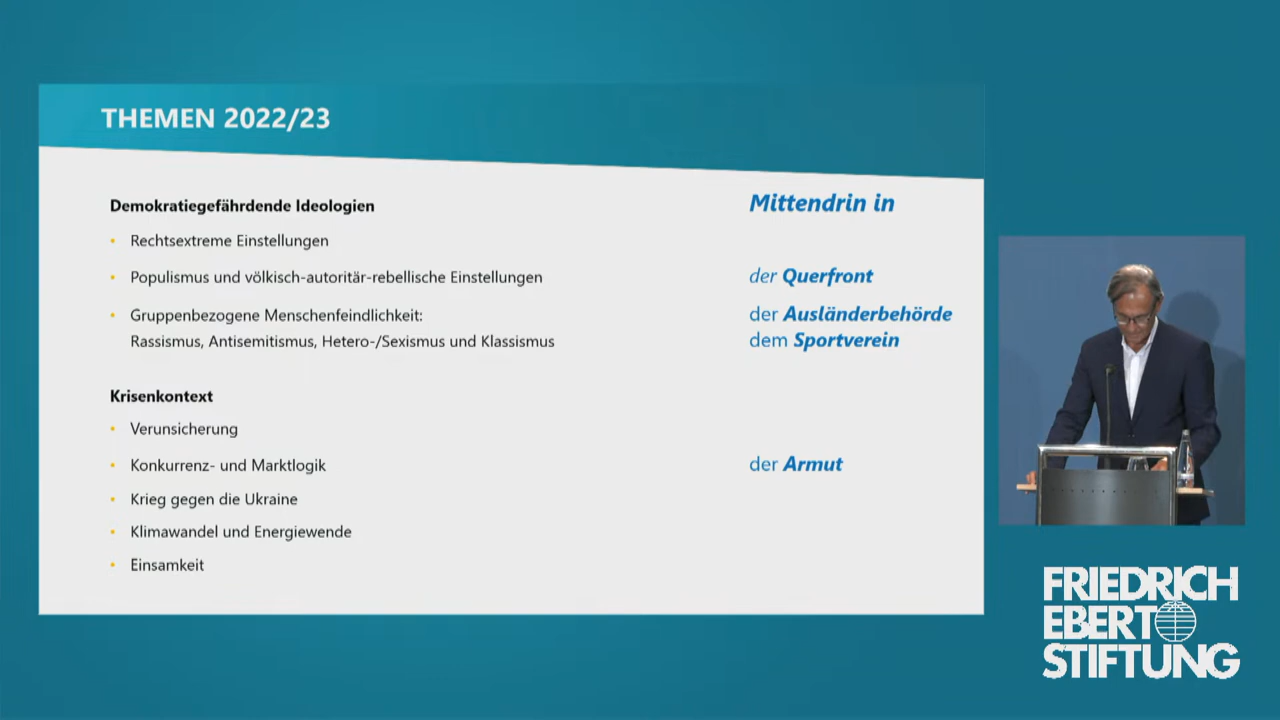 THEMEN 2022/23
Demokratiegefährdende Ideologien
Mittendrin in
• Rechtsextreme Einstellungen
• Populismus und völkisch-autoritär-rebellische Einstellungen
der Querfront
• Gruppenbezogene Menschenfeindlichkeit:
der Ausländerbehörde
Rassismus, Antisemitismus, Hetero-/Sexismus und Klassismus
dem Sportverein
Krisenkontext
• Verunsicherung
• Konkurrenz- und Marktlogik
der Armut
• Krieg gegen die Ukraine
• Klimawandel und Energiewende
• Einsamkeit
FRIEDRICH
EBERT
STIFTUNG